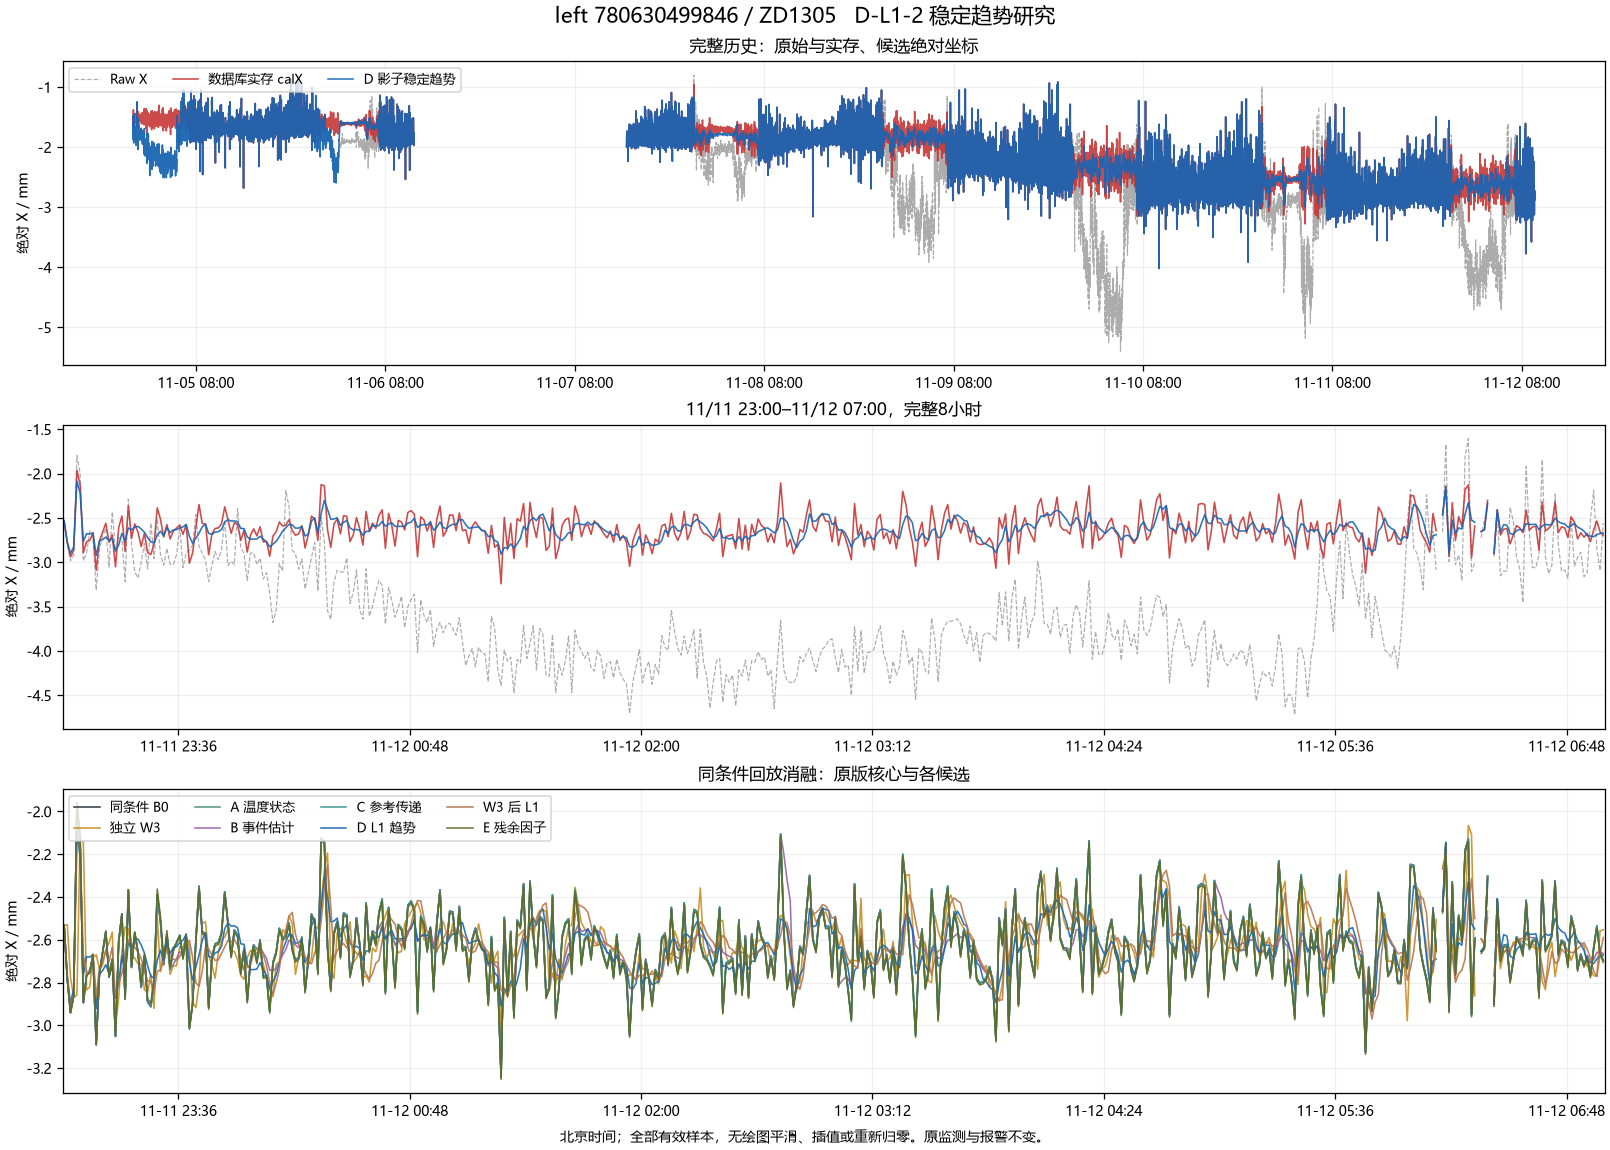 left 780630499846 / ZD1305   D-L1-2 稳定趋势研究
完整历史：原始与实存、候选绝对坐标
Raw X   数据库实存 calX   D 影子稳定趋势
绝对 X / mm
-1
-2
-3
-4
-5
11-05 08:00   11-06 08:00   11-07 08:00   11-08 08:00   11-09 08:00   11-10 08:00   11-11 08:00   11-12 08:00
11/11 23:00–11/12 07:00，完整8小时
绝对 X / mm
-1.5
-2.0
-2.5
-3.0
-3.5
-4.0
-4.5
11-11 23:36   11-12 00:48   11-12 02:00   11-12 03:12   11-12 04:24   11-12 05:36   11-12 06:48
同条件回放消融：原版核心与各候选
同条件 B0   A 温度状态   C 参考传递   W3 后 L1
独立 W3   B 事件估计   D L1 趋势   E 残余因子
绝对 X / mm
-2.0
-2.2
-2.4
-2.6
-2.8
-3.0
-3.2
11-11 23:36   11-12 00:48   11-12 02:00   11-12 03:12   11-12 04:24   11-12 05:36   11-12 06:48
北京时间；全部有效样本，无绘图平滑、插值或重新归零。原监测与报警不变。